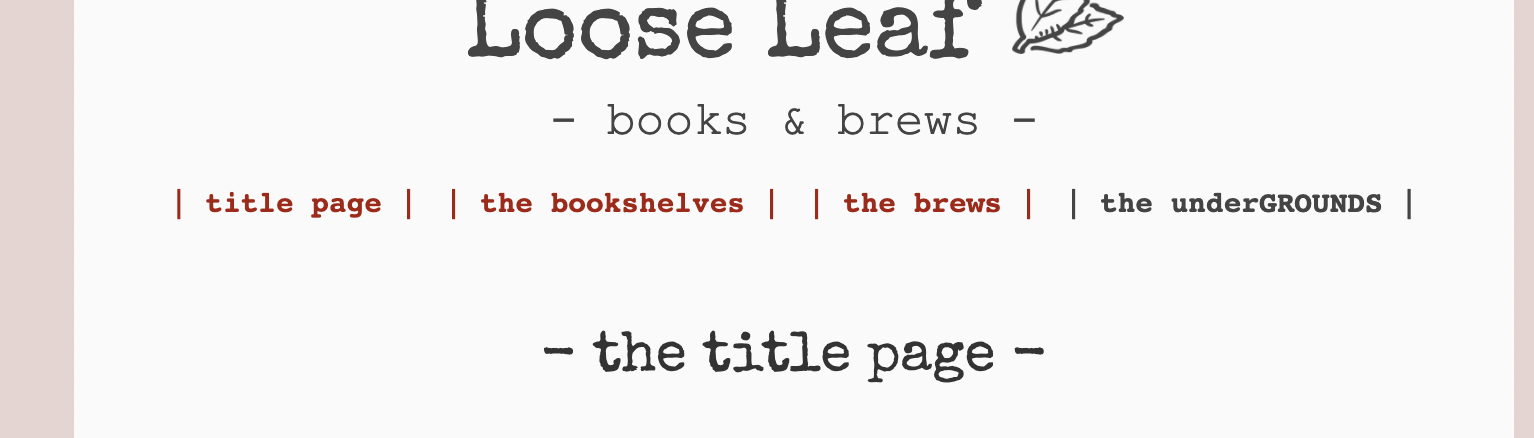 Loose Leaf
- books & brews -
| title page | | the bookshelves | | the brews | | the underGROUNDS |
- the title page -